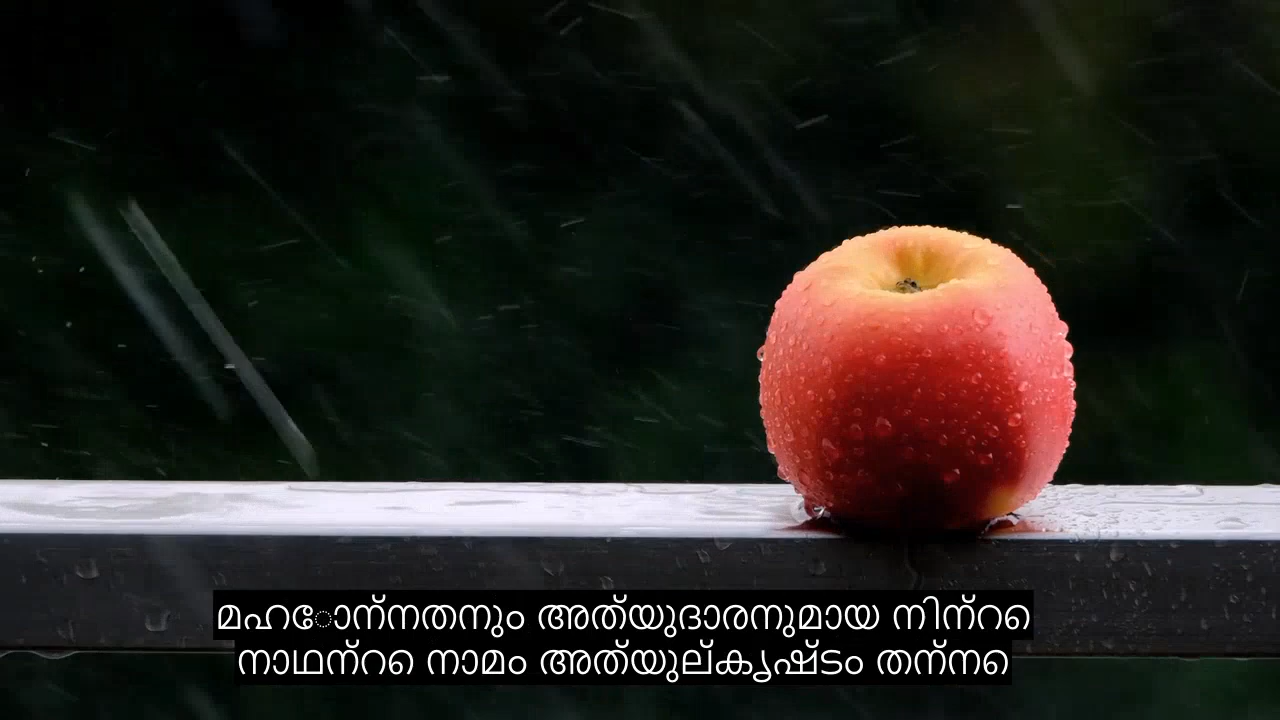 മഹോന്നതനും അത്യുദാരനുമായ നിന്റെ
നാഥന്റെ നാമം അത്യുല്കൃഷ്ടം തന്നെ